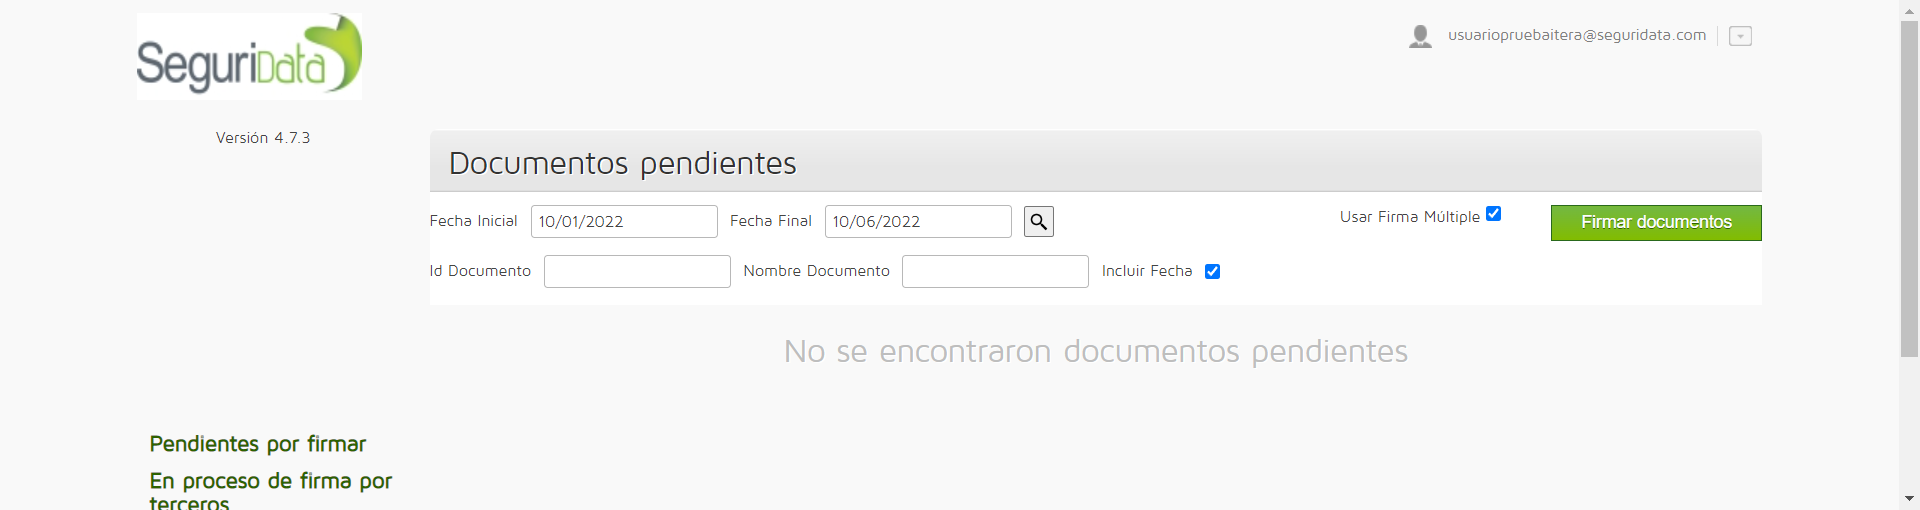 SeguriData
usuariopruebaitera@seguridata.com
Versión 4.7.3
Documentos pendientes
Fecha Inicial 10/01/2022 Fecha Final 10/06/2022 Usar Firma Múltiple Firmar documentos
Id Documento Nombre Documento Incluir Fecha
No se encontraron documentos pendientes
Pendientes por firmar
En proceso de firma por
terceros